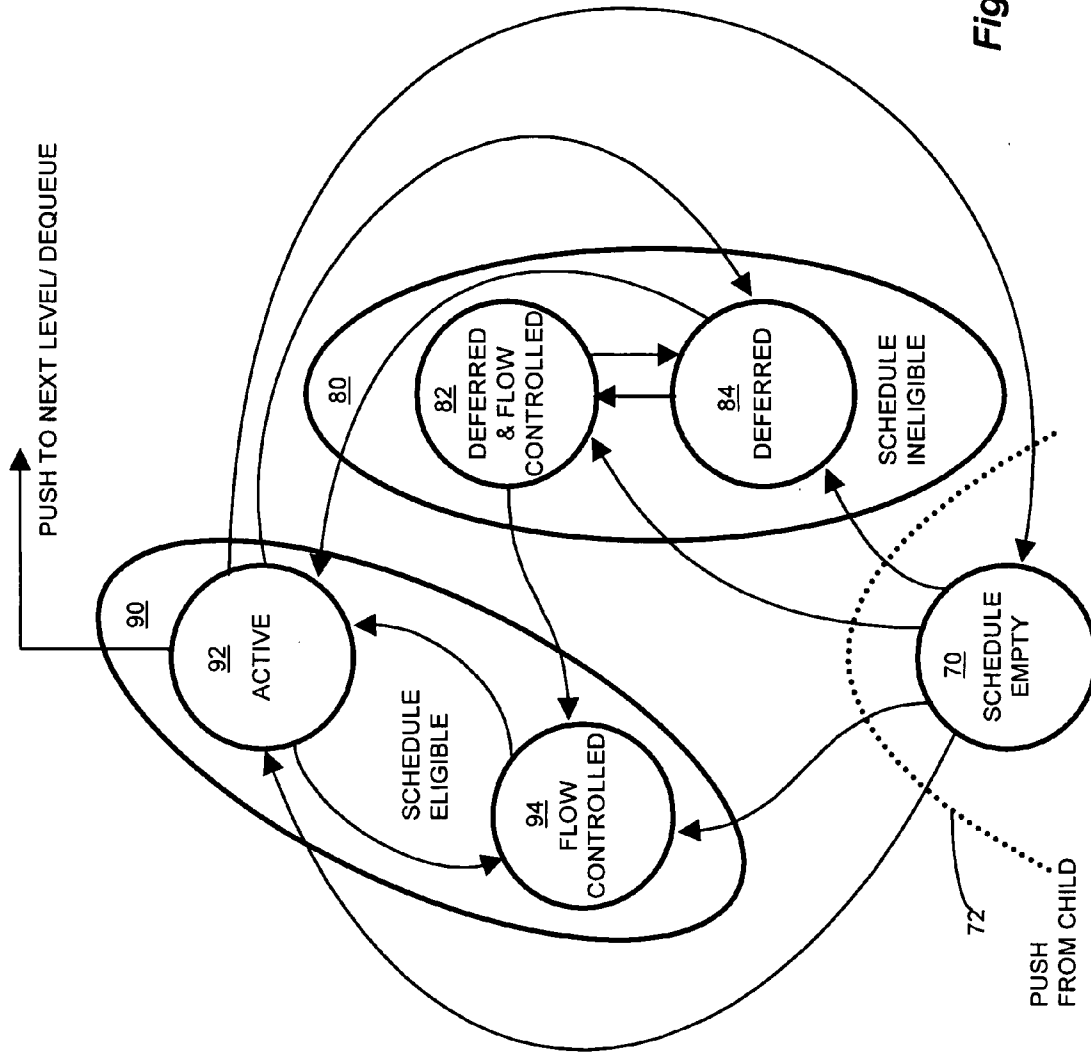 PUSH TO NEXT LEVEL/ DEQUEUE
90
92
ACTIVE
SCHEDULE
ELIGIBLE
94
FLOW
CONTROLLED
80
82
DEFERRED
& FLOW
CONTROLLED
84
DEFERRED
SCHEDULE
INELIGIBLE
70
SCHEDULE
EMPTY
72
PUSH
FROM CHILD
Fig